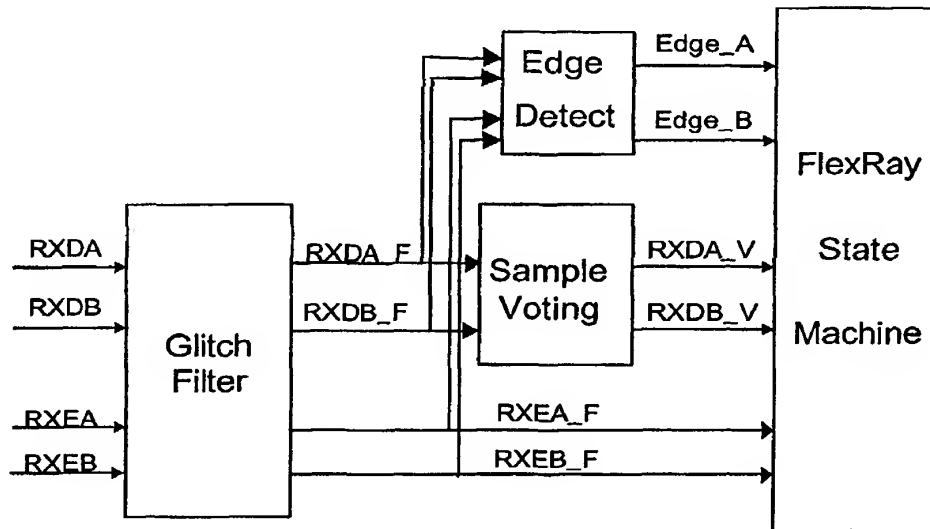 Edge
Detect
Edge_A
Edge_B
FlexRay
State
Machine
RXDA
RXDB
RXEA
RXEB
Glitch
Filter
RXDA_F
RXDB_F
Sample
Voting
RXDA_V
RXDB_V
RXEA_F
RXEB_F